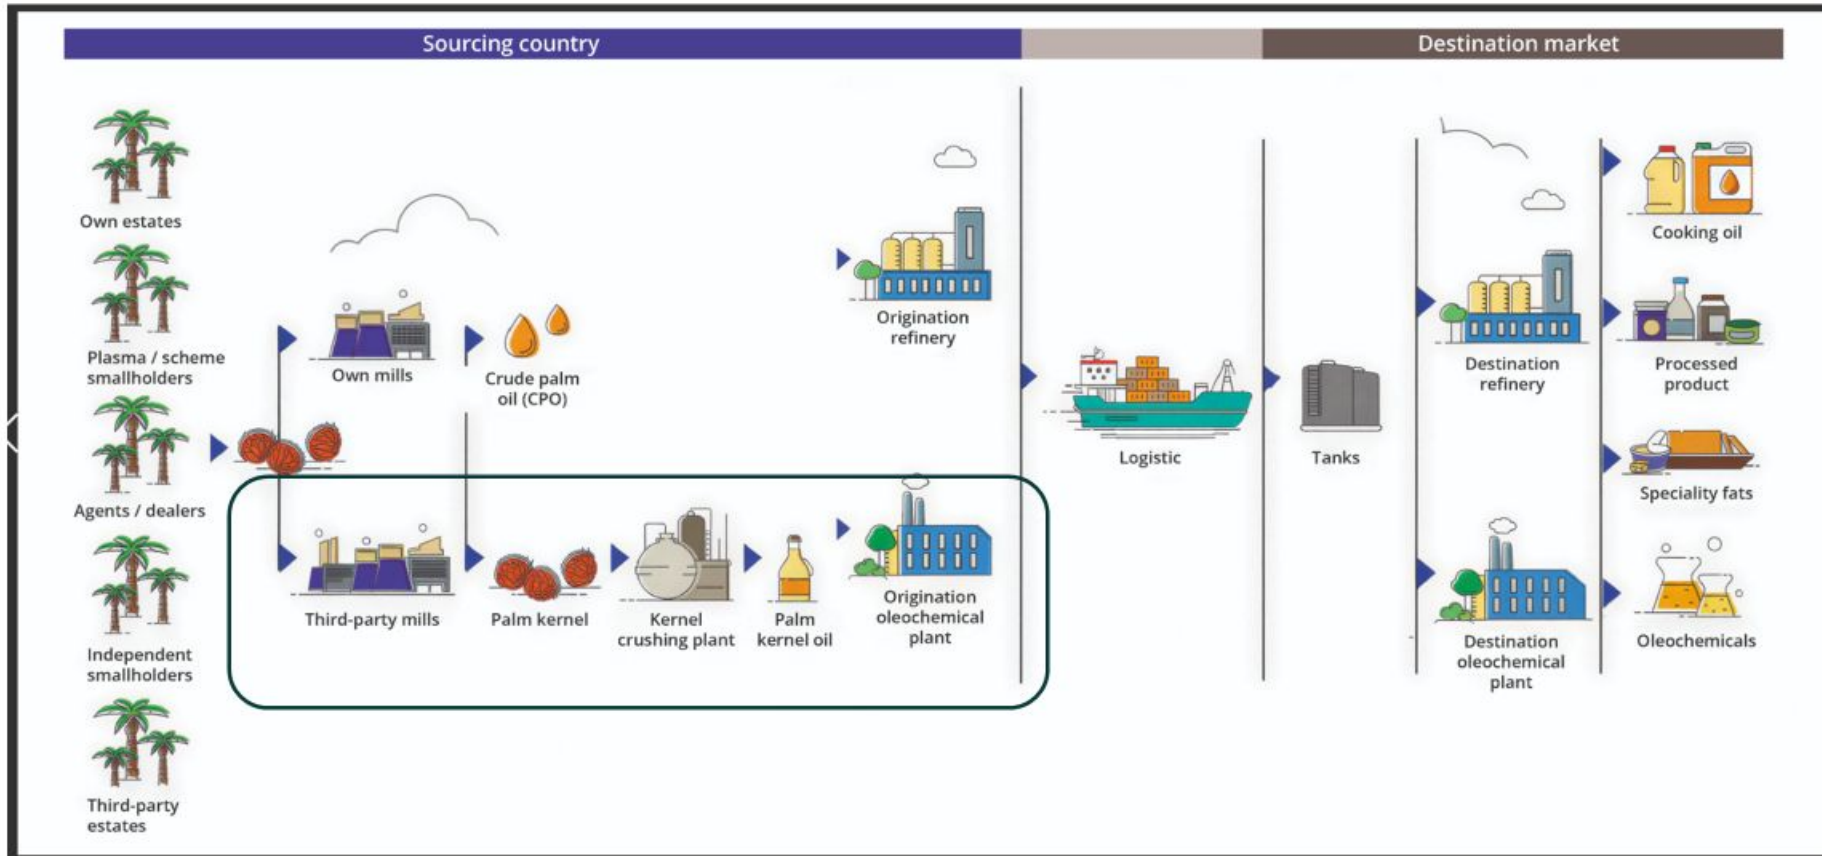 Sourcing country
Destination market
Own estates
Plasma / scheme
smallholders
Agents / dealers
Independent
smallholders
Third-party
estates
Own mills
Crude palm
oil (CPO)
Third-party mills
Palm kernel
Kernel
crushing plant
Palm
kernel oil
Origination
refinery
Origination
oleochemical
plant
Logistic
Tanks
Destination
refinery
Destination
oleochemical
plant
Cooking oil
Processed
product
Speciality fats
Oleochemicals